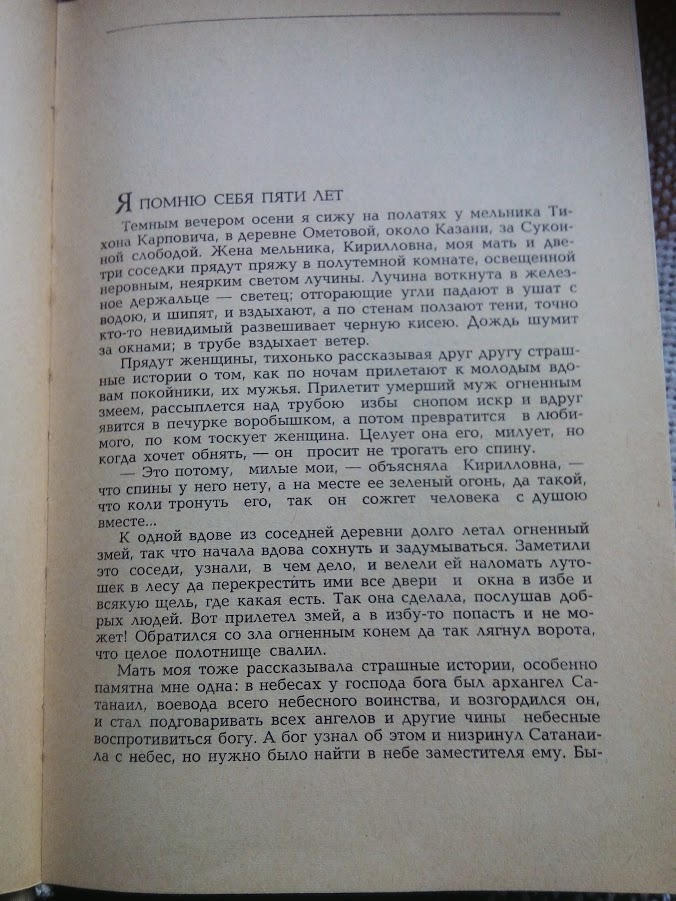 Я ПОМНЮ СЕБЯ ПЯТИ ЛЕТ
Темным вечером осени я сижу на полатях у мельника Ти-
хона Карповича, в деревне Ометовой, около Казани, за Сукон-
ной слободой. Жена мельника, Кирилловна, моя мать и две-
три соседки прядут пряжу в полутемной комнате, освещенной
неровным, неярким светом лучины. Лучина воткнута в желез-
ное держальце — светец; отгорающие угли падают в ушат с
водою, и шипят, и вздыхают, а по стенам ползают тени, точно
кто-то невидимый развешивает черную кисею. Дождь шумит
за окнами; в трубе вздыхает ветер.
Прядут женщины, тихонько рассказывая друг другу страш-
ные истории о том, как по ночам прилетают к молодым вдо-
вам покойники, их мужья. Прилетит умерший муж огненным
змеем, рассыплется над трубою избы снопом искр и вдруг
явится в печурке воробышком, а потом превратится в люби-
мого, по ком тоскует женщина. Целует она его, милует, но
когда хочет обнять, — он просит не трогать его спину.
— Это потому, милые мои, — объясняла Кирилловна, —
что спины у него нету, а на месте ее зеленый огонь, да такой,
что коли тронуть его, так он сожгет человека с душою
вместе...
К одной вдове из соседней деревни долго летал огненный
змей, так что начала вдова сохнуть и задумываться. Заметили
это соседи, узнали, в чем дело, и велели ей наломать луто-
шек в лесу да перекрести́ть ими все двери и окна в избе и
всякую щель, где какая есть. Так она сделала, послушав доб-
рых людей. Вот прилетел змей, а в избу-то попасть и не мо-
жет! Обратился со зла огненным конем да так лягнул ворота,
что целое полотнище свалил.
Мать моя тоже рассказывала страшные истории, особенно
памятна мне одна: в небесах у господа бога был архангел Са-
танаил, воевода всего небесного воинства, и возгордился он,
и стал подговаривать всех ангелов и другие чины небесные
воспротивиться богу. А бог узнал об этом и низринул Сатанаи-
ла с небес, но нужно было найти в небе заместителя ему. Бы-